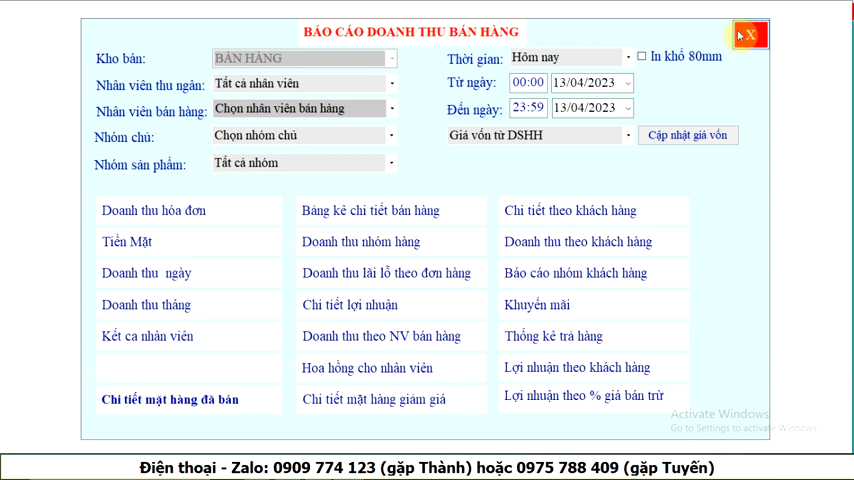 BÁO CÁO DOANH THU BÁN HÀNG
X
Kho bán: BÁN HÀNG
Thời gian: Hôm nay
In khổ 80mm
Nhân viên thu ngân: Tất cả nhân viên
Từ ngày: 00:00 13/04/2023
Nhân viên bán hàng: Chọn nhân viên bán hàng
Đến ngày: 23:59 13/04/2023
Nhóm chủ: Chọn nhóm chủ
Giá vốn từ DSHH
Cập nhật giá vốn
Nhóm sản phẩm: Tất cả nhóm
Doanh thu hóa đơn
Bảng kê chi tiết bán hàng
Chi tiết theo khách hàng
Tiền Mặt
Doanh thu nhóm hàng
Doanh thu theo khách hàng
Doanh thu ngày
Doanh thu lãi lỗ theo đơn hàng
Báo cáo nhóm khách hàng
Doanh thu tháng
Chi tiết lợi nhuận
Khuyến mãi
Kết ca nhân viên
Doanh thu theo NV bán hàng
Thống kê trả hàng
Hoa hồng cho nhân viên
Lợi nhuận theo khách hàng
Chi tiết mặt hàng đã bán
Chi tiết mặt hàng giảm giá
Lợi nhuận theo % giá bán trừ
Activate Windows
Go to Settings to activate Windows.
Điện thoại - Zalo: 0909 774 123 (gặp Thành) hoặc 0975 788 409 (gặp Tuyến)